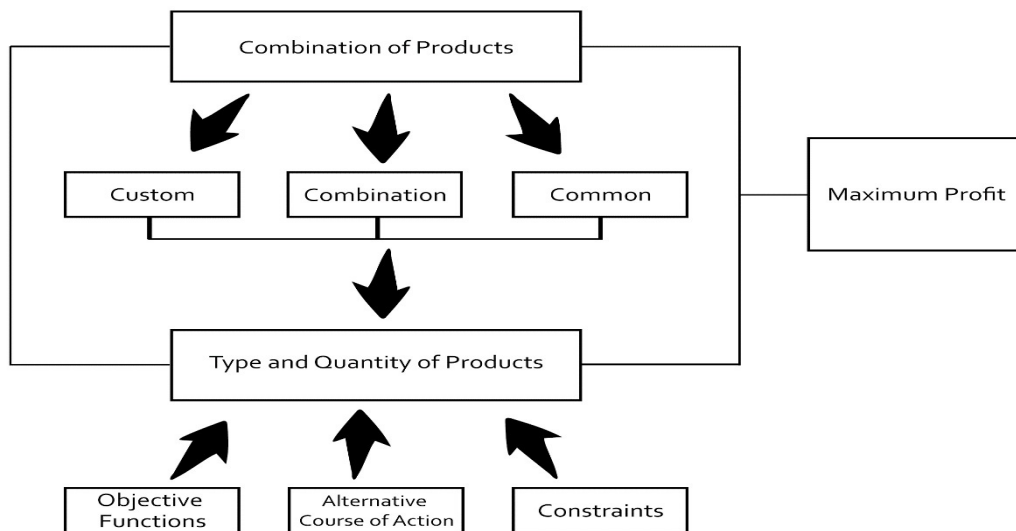 Combination of Products
Custom
Combination
Common
Maximum Profit
Type and Quantity of Products
Objective
Functions
Alternative
Course of Action
Constraints